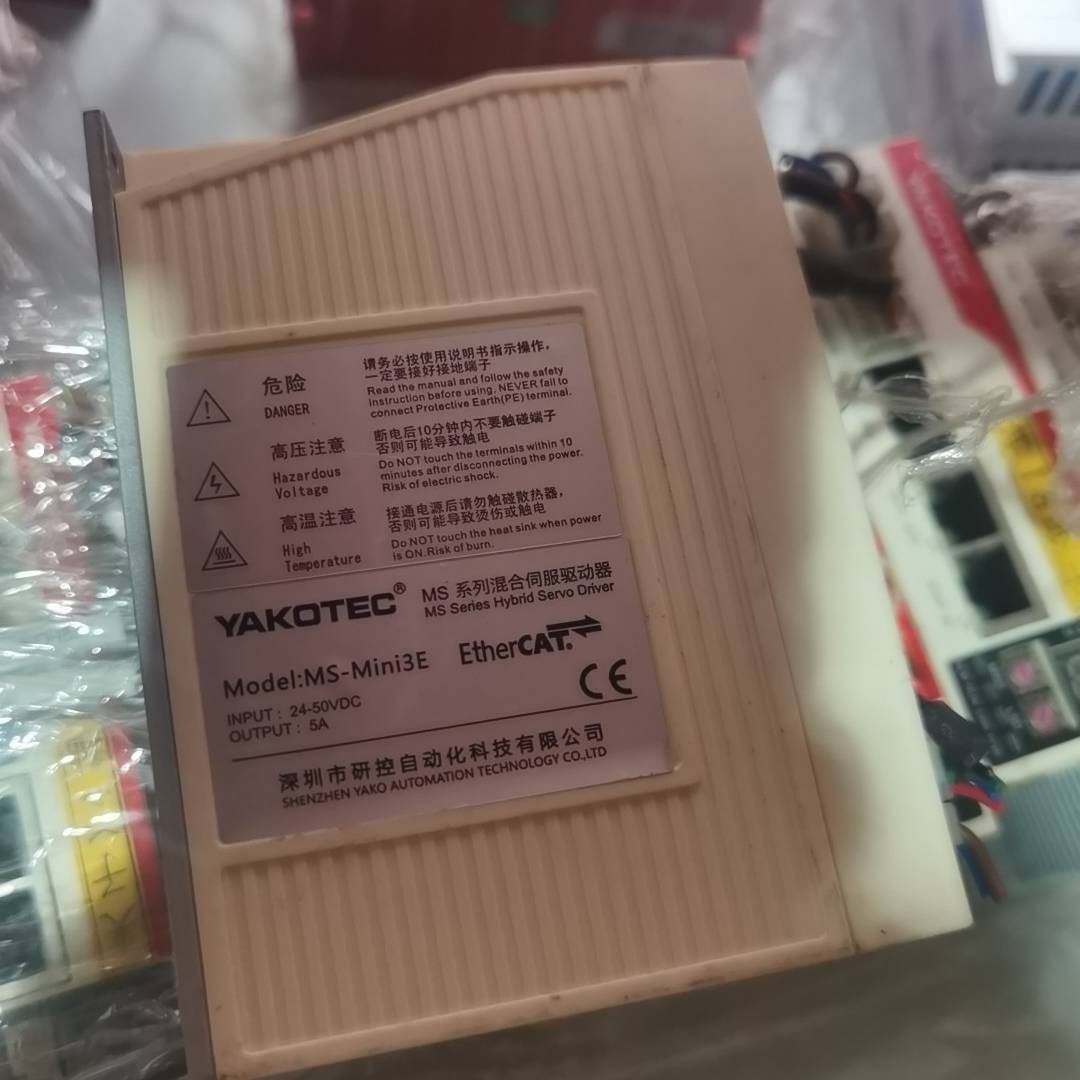 危险
DANGER
请务必按使用说明书指示操作，
一定要接好接地端子
Read the manual and follow the safety
instruction before using. NEVER fail to
connect Protective Earth(PE) terminal.
高压注意
Hazardous
Voltage
断电后10分钟内不要触碰端子
否则可能导致触电
Do NOT touch the terminals within 10
minutes after disconnecting the power.
Risk of electric shock.
高温注意
High
Temperature
接通电源后请勿触碰散热器，
否则可能导致烫伤或触电
Do NOT touch the heat sink when power
is ON. Risk of burn.
YAKOTEC®
MS 系列混合伺服驱动器
MS Series Hybrid Servo Driver
Model:MS-Mini3E
EtherCAT®
INPUT : 24-50VDC
OUTPUT : 5A
CE
深圳市研控自动化科技有限公司
SHENZHEN YAKO AUTOMATION TECHNOLOGY CO.,LTD
YAKOTEC